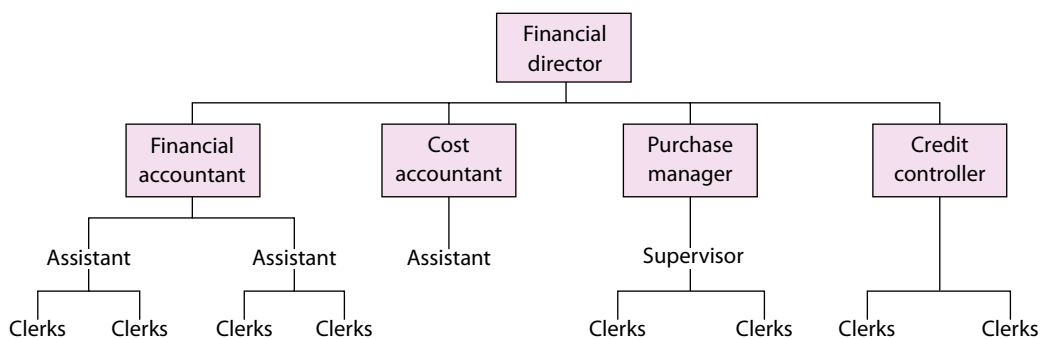 Financial
director
Financial
accountant
Cost
accountant
Purchase
manager
Credit
controller
Assistant
Assistant
Assistant
Supervisor
Clerks
Clerks
Clerks
Clerks
Clerks
Clerks
Clerks
Clerks